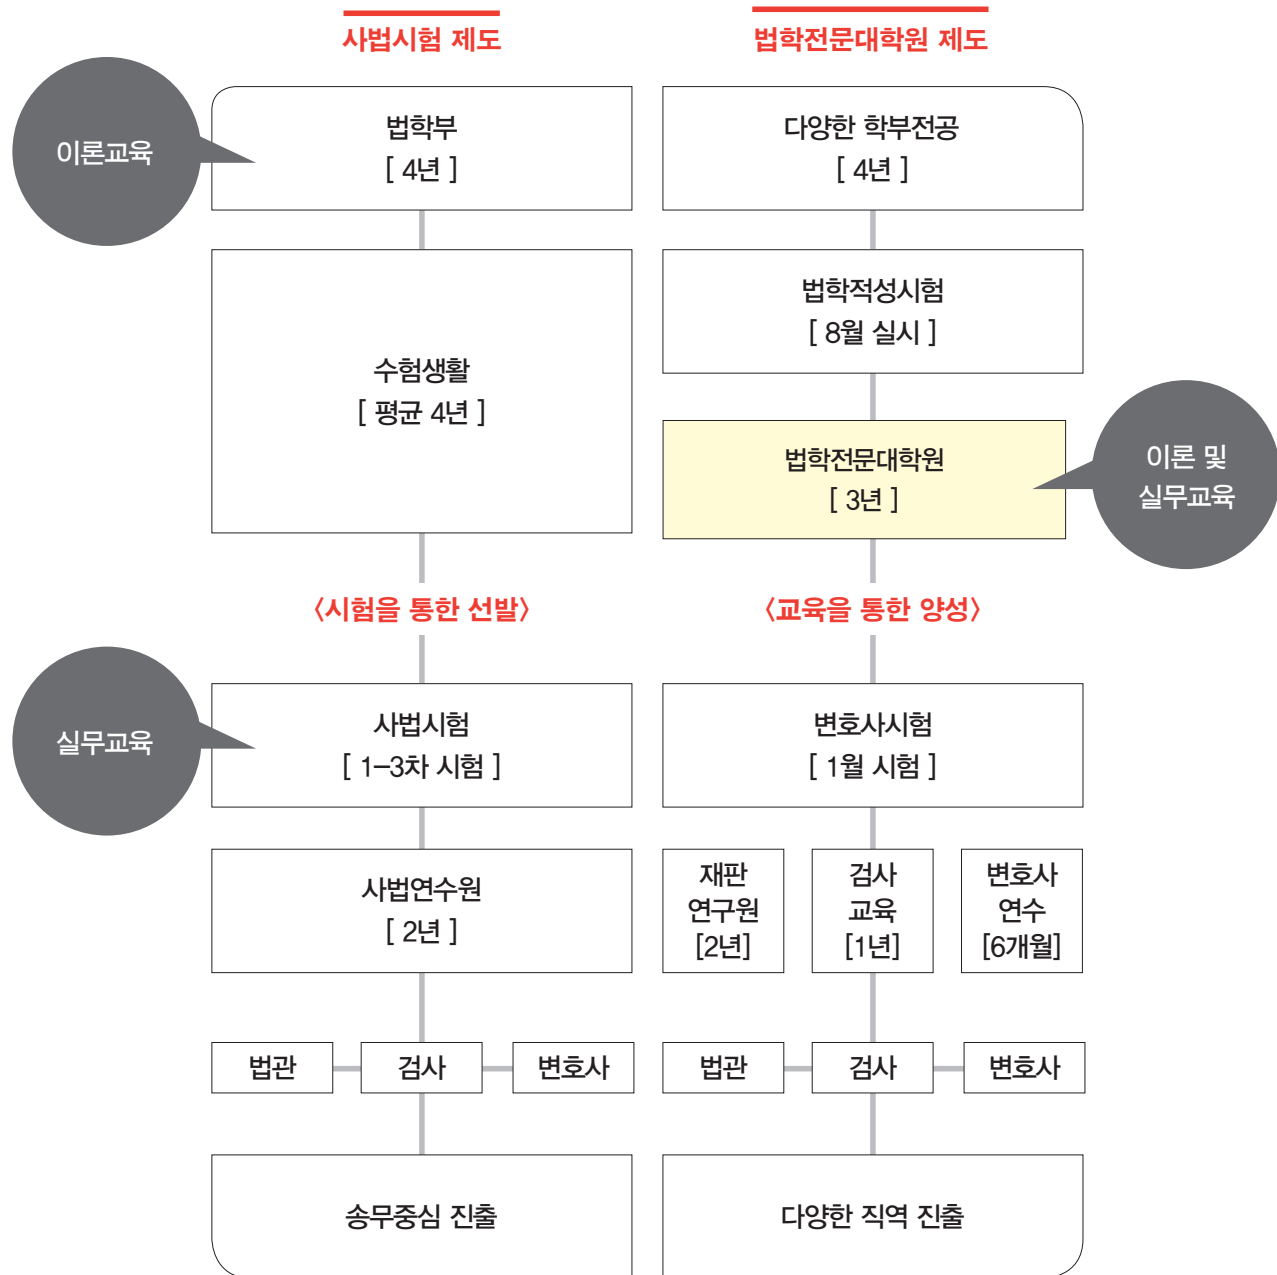 사법시험 제도
이론교육
법학부
[ 4년 ]
수험생활
[ 평균 4년 ]
〈시험을 통한 선발〉
실무교육
사법시험
[ 1–3차 시험 ]
사법연수원
[ 2년 ]
법관
검사
변호사
송무중심 진출
법학전문대학원 제도
다양한 학부전공
[ 4년 ]
법학적성시험
[ 8월 실시 ]
법학전문대학원
[ 3년 ]
이론 및
실무교육
〈교육을 통한 양성〉
변호사시험
[ 1월 시험 ]
재판
연구원
[2년]
검사
교육
[1년]
변호사
연수
[6개월]
법관
검사
변호사
다양한 직역 진출